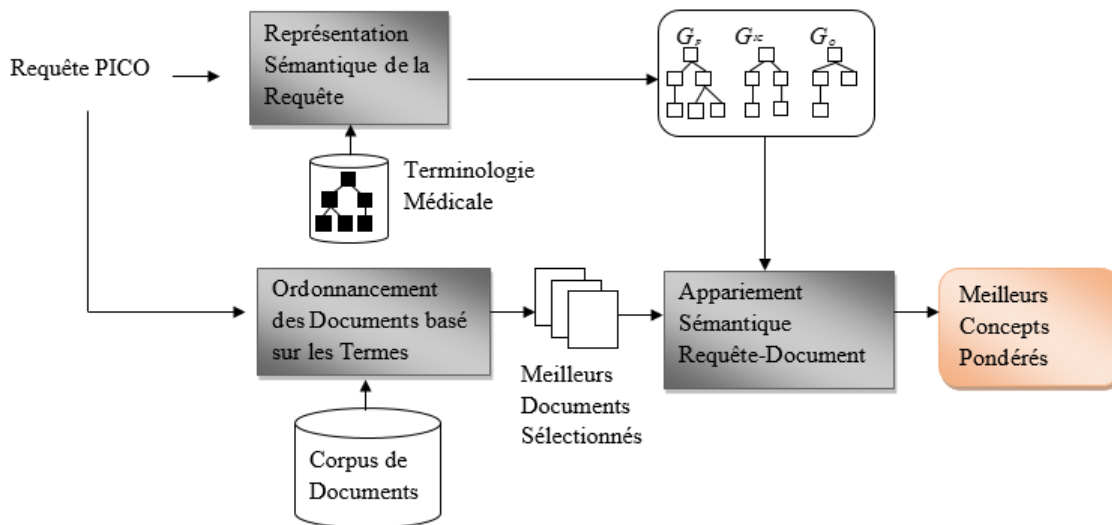 Requête PICO
Représentation
Sémantique de la
Requête
Gₚ G_IC Gₒ
Terminologie
Médicale
Ordonnancement
des Documents basé
sur les Termes
Meilleurs
Documents
Sélectionnés
Appariement
Sémantique
Requête-Document
Meilleurs
Concepts
Pondérés
Corpus de
Documents